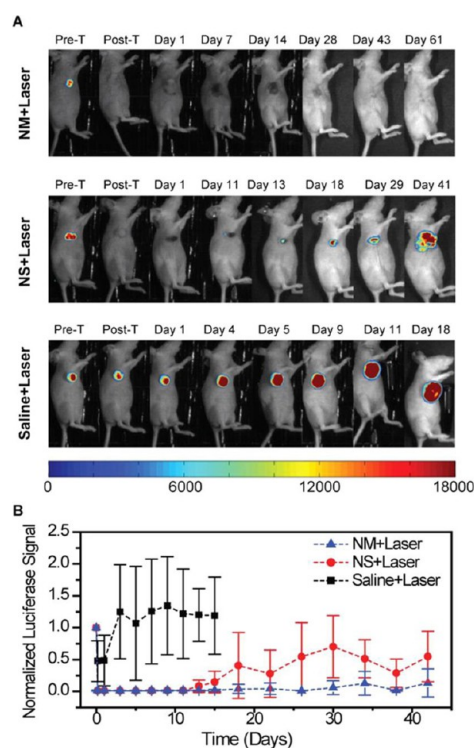 A
Pre-T Post-T Day 1 Day 7 Day 14 Day 28 Day 43 Day 61
NM+Laser
Pre-T Post-T Day 1 Day 11 Day 13 Day 18 Day 29 Day 41
NS+Laser
Pre-T Post-T Day 1 Day 4 Day 5 Day 9 Day 11 Day 18
Saline+Laser
0 6000 12000 18000
B
2.5
2.0
1.5
1.0
0.5
0.0
Normalized Luciferase Signal
NM+Laser
NS+Laser
Saline+Laser
0 10 20 30 40
Time (Days)